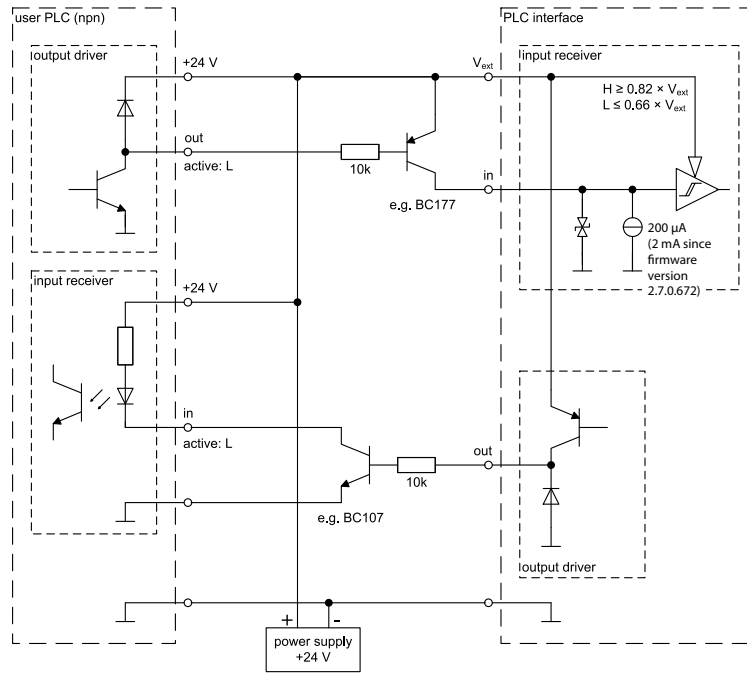 user PLC (npn)
output driver
+24 V
out
active: L
10k
e.g. BC177
Vext
in
PLC interface
input receiver
H ≥ 0.82 × Vext
L ≤ 0.66 × Vext
200 µA
(2 mA since
firmware
version
2.7.0.672)
input receiver
+24 V
in
active: L
10k
e.g. BC107
out
output driver
+ -
power supply
+24 V